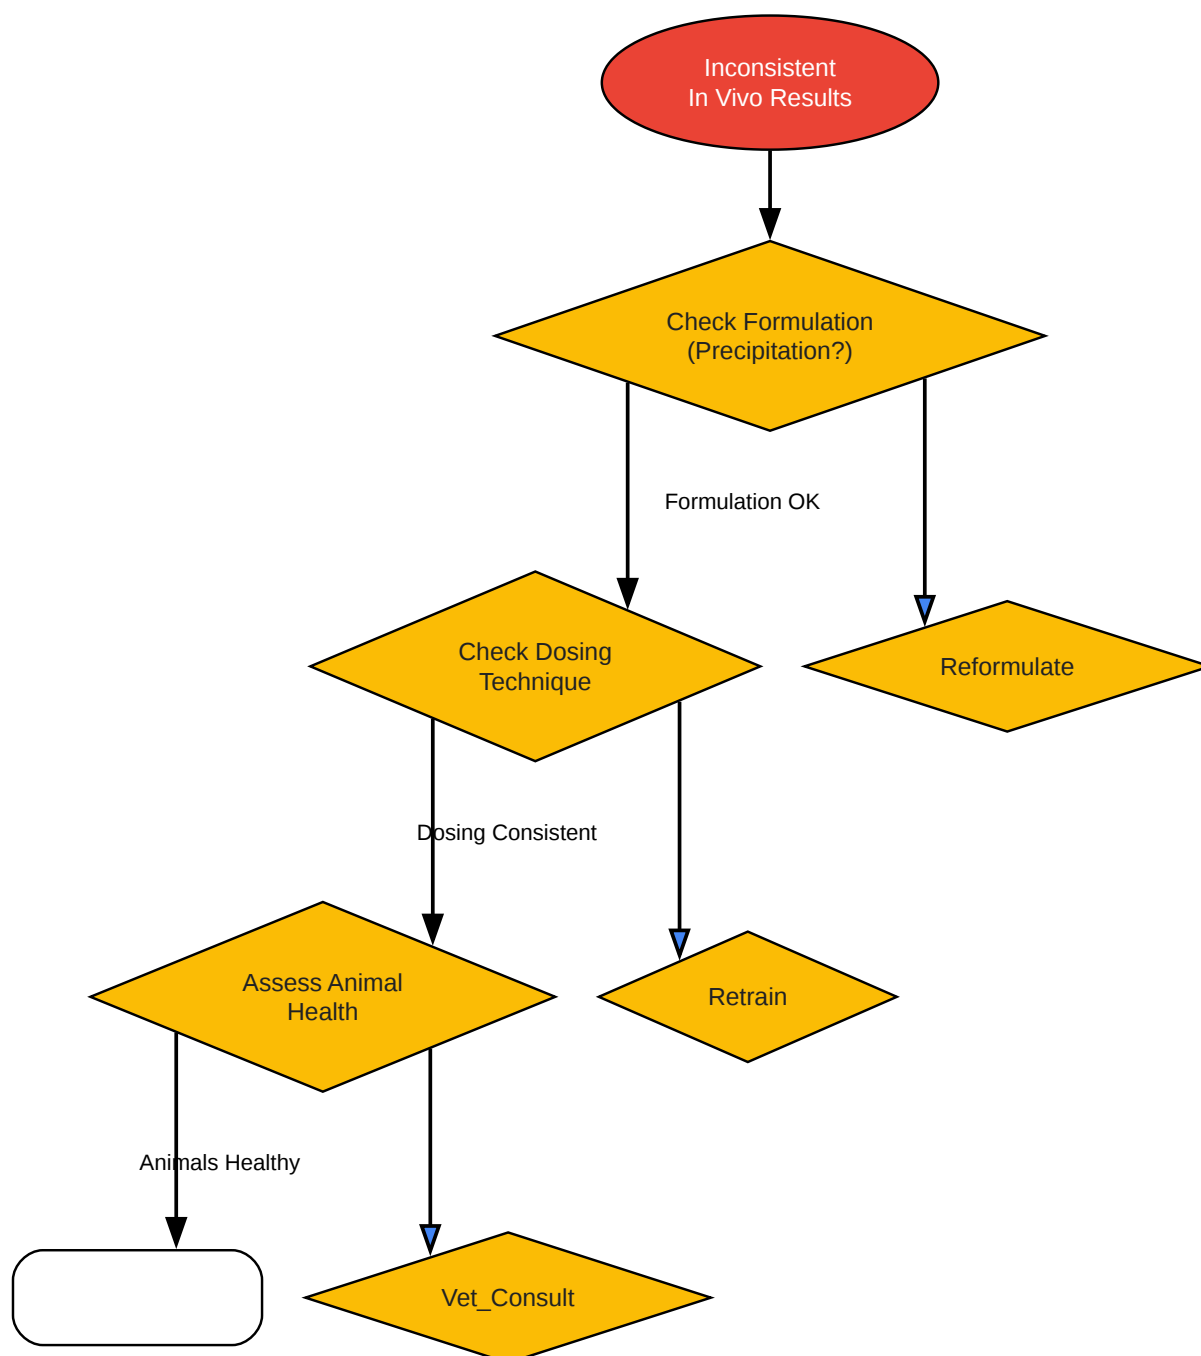 Inconsistent
In Vivo Results
Check Formulation
(Precipitation?)
Formulation OK
Check Dosing
Technique
Reformulate
Dosing Consistent
Assess Animal
Health
Retrain
Animals Healthy
Vet_Consult